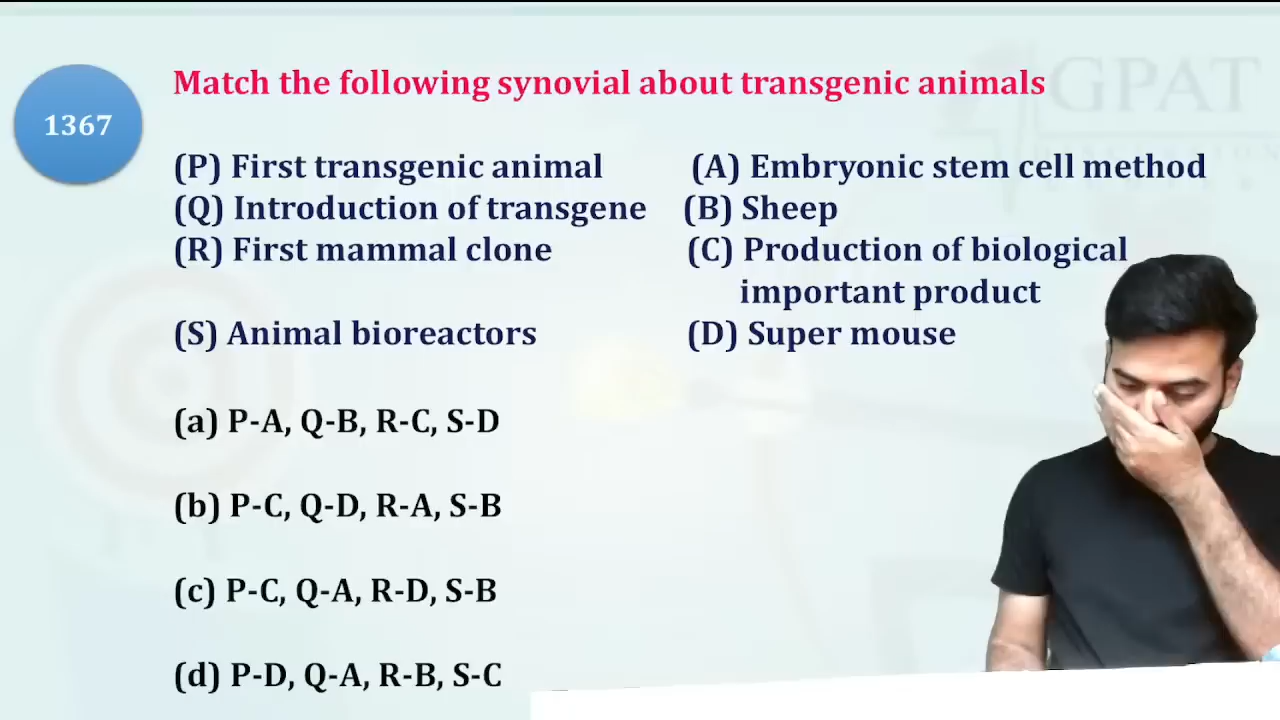 1367
Match the following synovial about transgenic animals
GPAT
(P) First transgenic animal (A) Embryonic stem cell method
(Q) Introduction of transgene (B) Sheep
(R) First mammal clone (C) Production of biological
important product
(S) Animal bioreactors (D) Super mouse
(a) P-A, Q-B, R-C, S-D
(b) P-C, Q-D, R-A, S-B
(c) P-C, Q-A, R-D, S-B
(d) P-D, Q-A, R-B, S-C